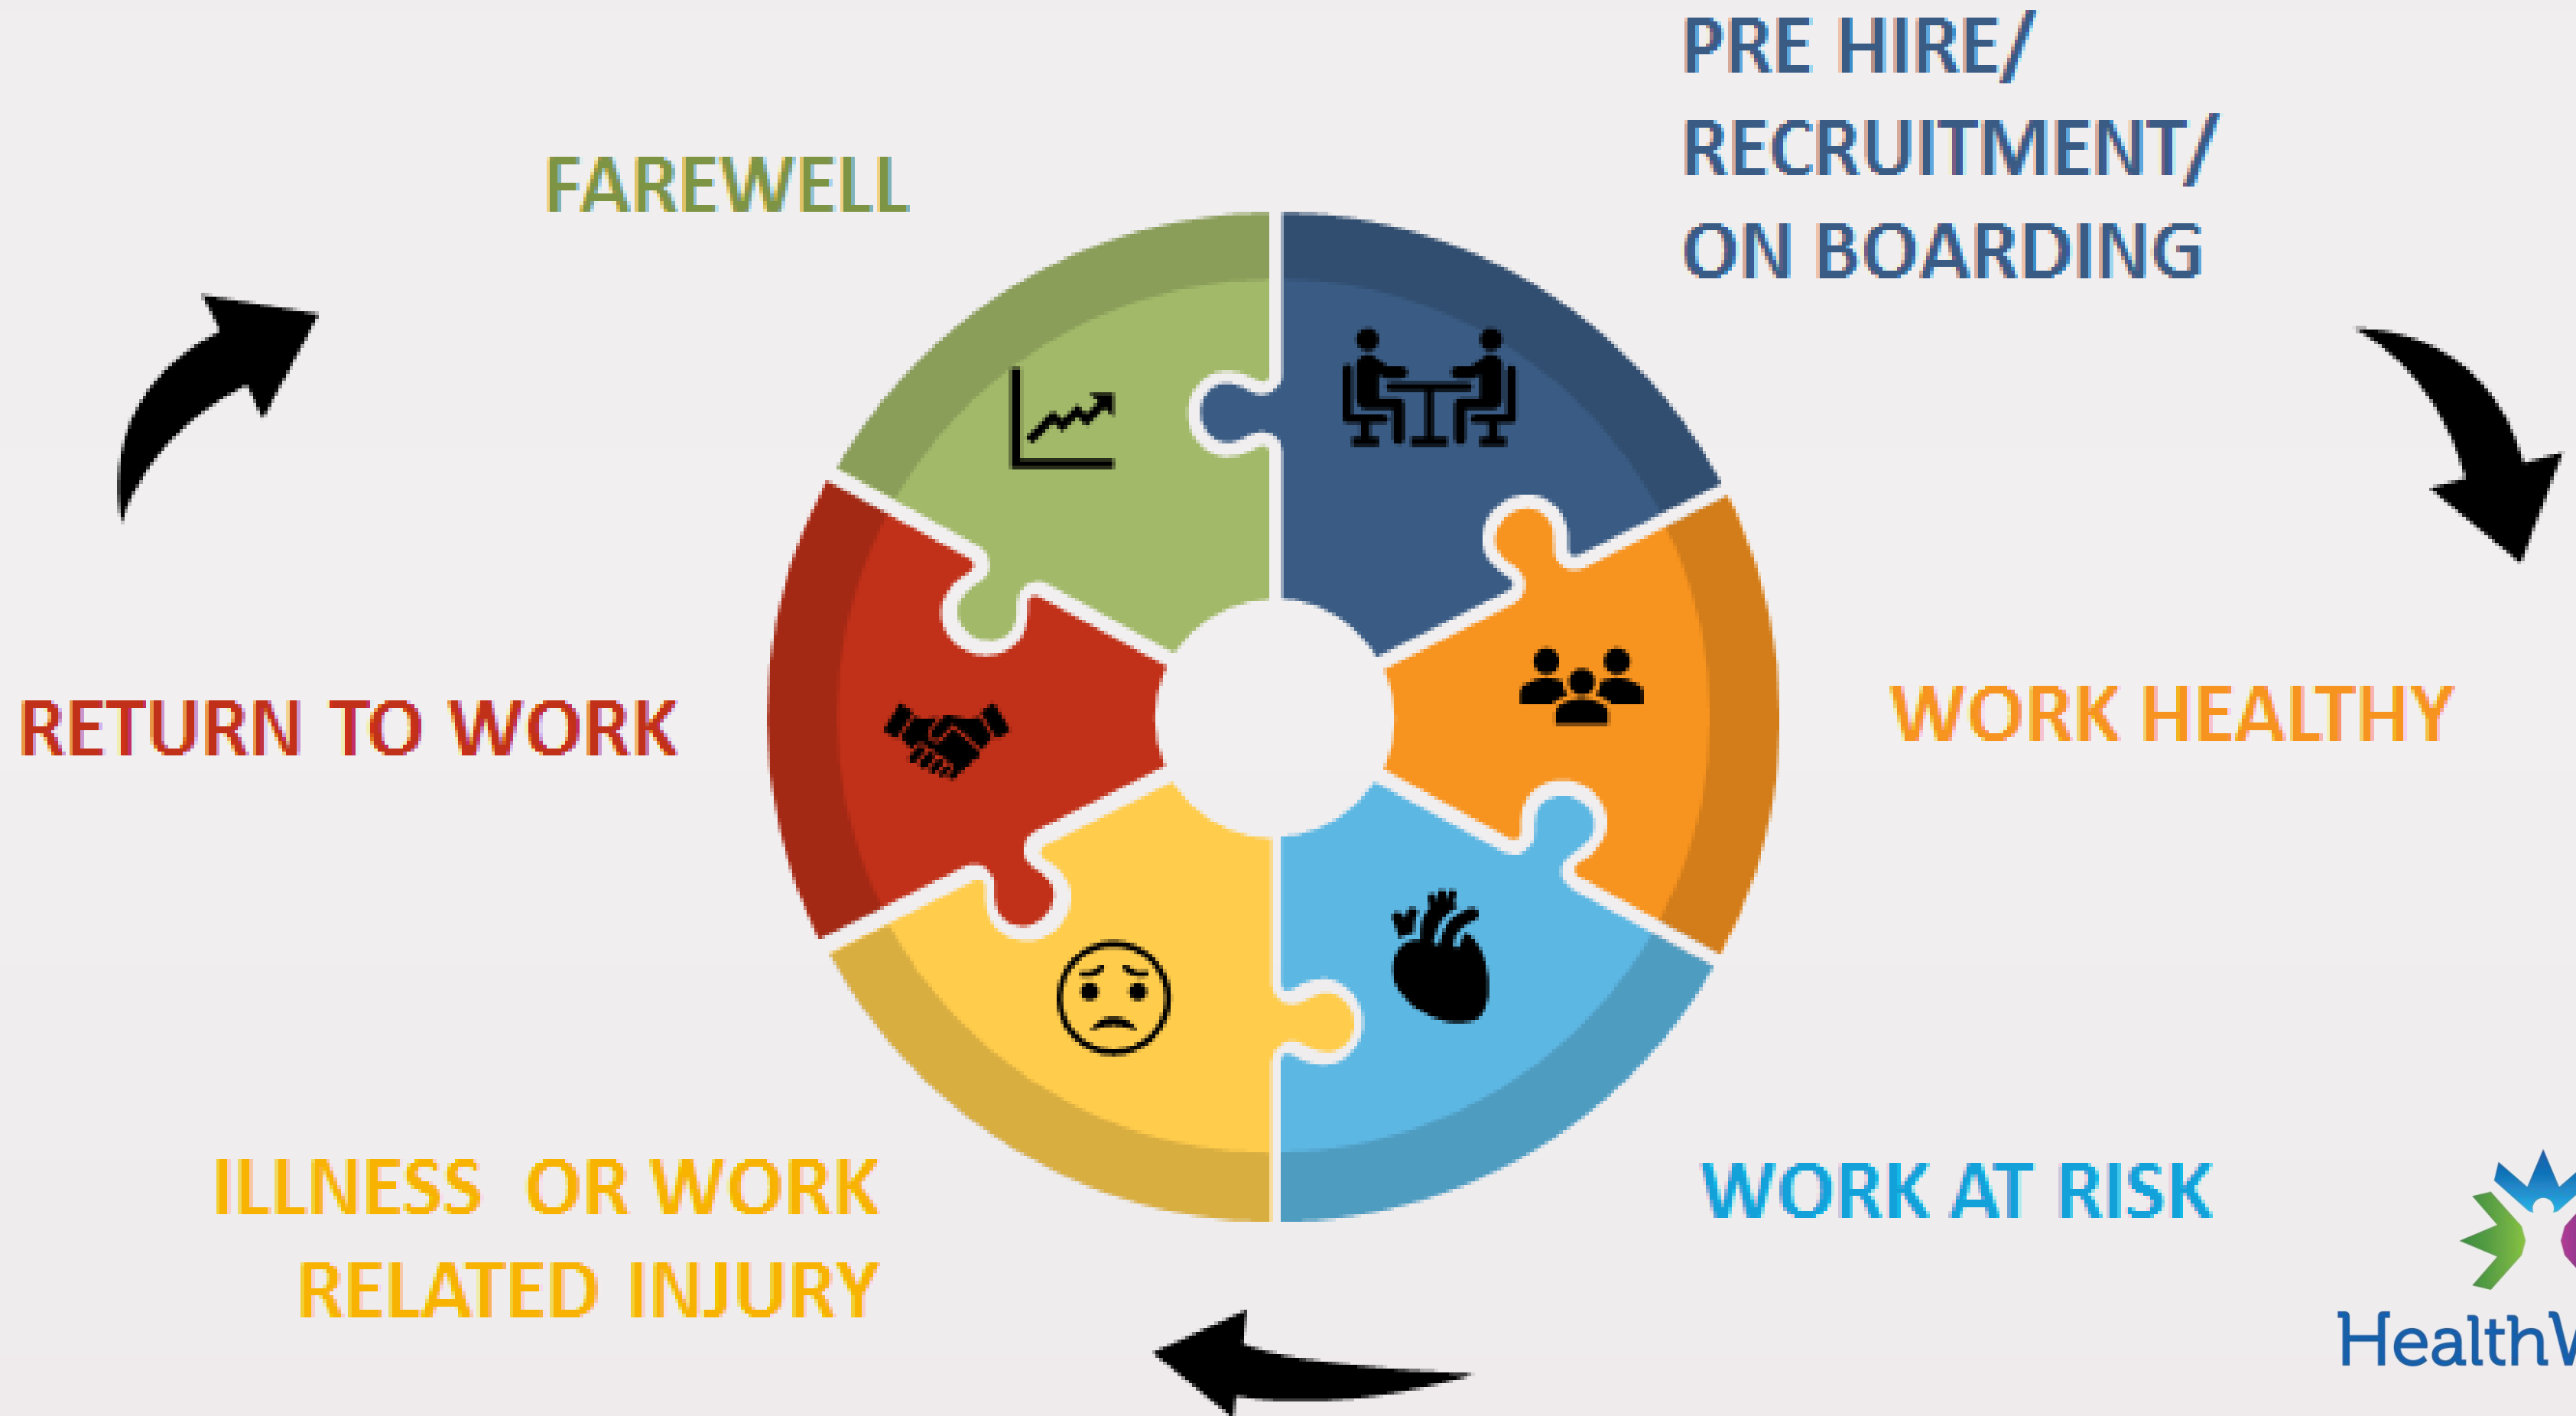 PRE HIRE/
RECRUITMENT/
ON BOARDING
FAREWELL
WORK HEALTHY
RETURN TO WORK
WORK AT RISK
ILLNESS OR WORK
RELATED INJURY